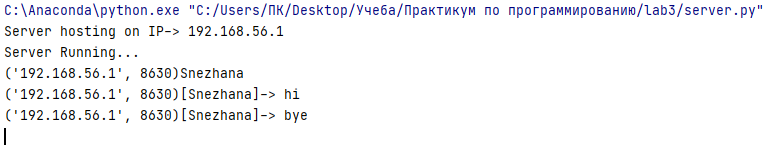 C:\Anaconda\python.exe "C:/Users/ПК/Desktop/Учеба/Практикум по программированию/lab3/server.py"
Server hosting on IP-> 192.168.56.1
Server Running...
('192.168.56.1', 8630)Snezhana
('192.168.56.1', 8630)[Snezhana]-> hi
('192.168.56.1', 8630)[Snezhana]-> bye